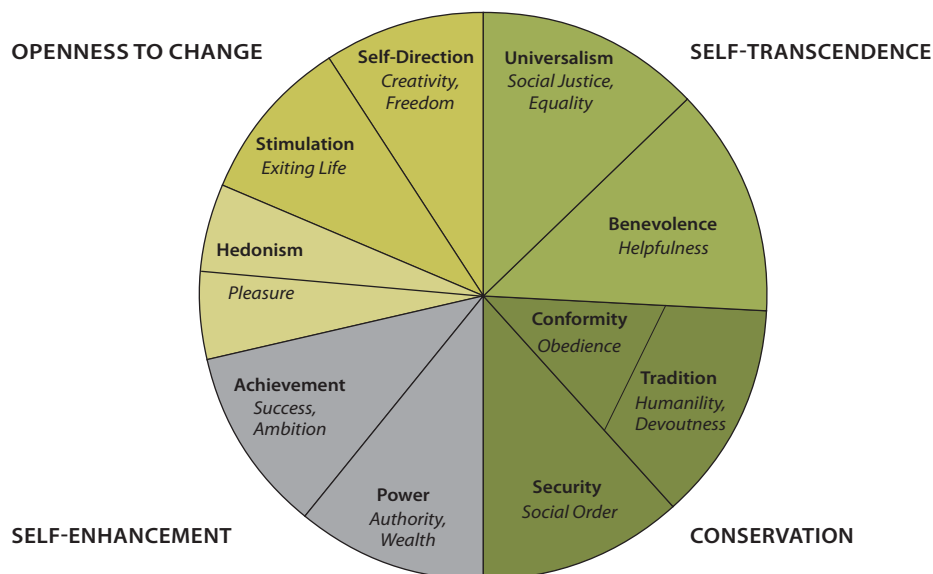 OPENNESS TO CHANGE
SELF-TRANSCENDENCE
Self-Direction
Creativity,
Freedom
Universalism
Social Justice,
Equality
Stimulation
Exiting Life
Benevolence
Helpfulness
Hedonism
Pleasure
Conformity
Obedience
Tradition
Humanility,
Devoutness
Achievement
Success,
Ambition
Power
Authority,
Wealth
Security
Social Order
SELF-ENHANCEMENT
CONSERVATION